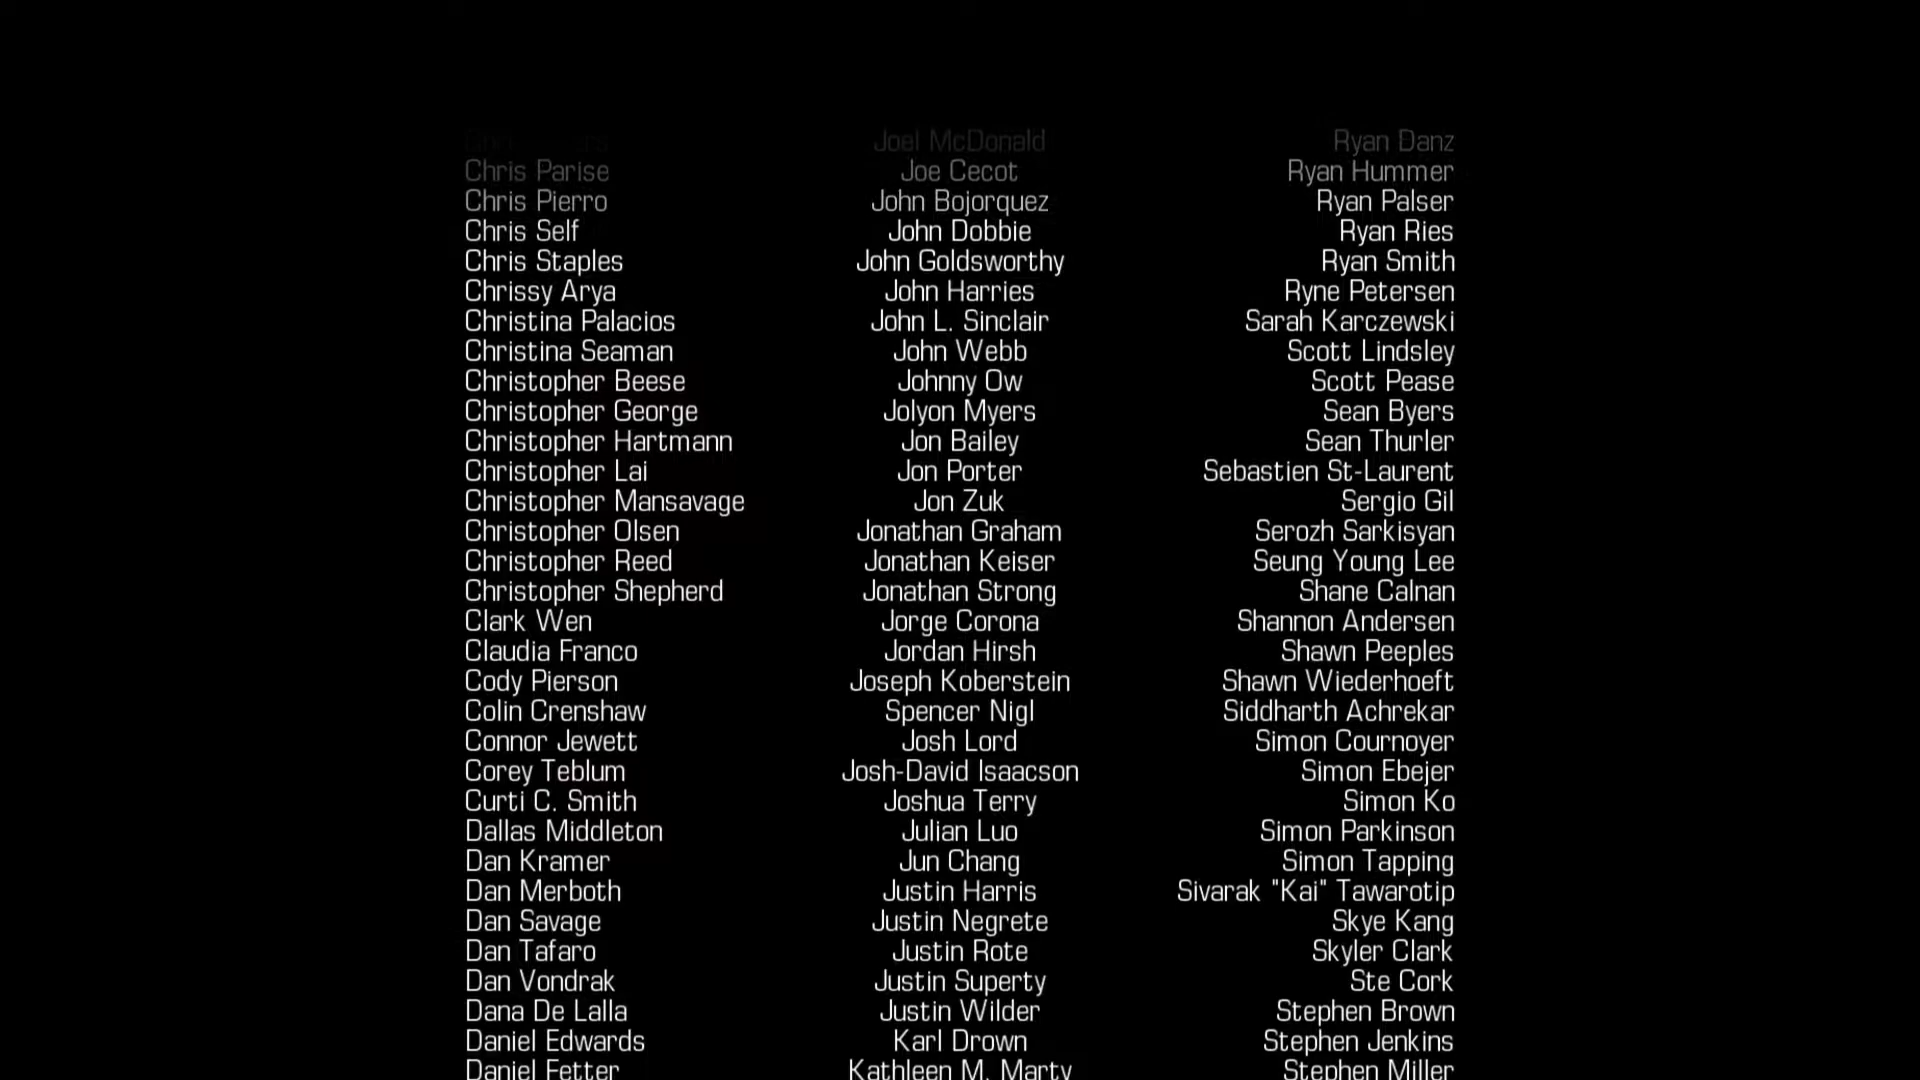 Joel McDonald Ryan Danz
Chris Parise Joe Cecot Ryan Hummer
Chris Pierro John Bojorquez Ryan Palser
Chris Self John Dobbie Ryan Ries
Chris Staples John Goldsworthy Ryan Smith
Chrissy Arya John Harries Ryne Petersen
Christina Palacios John L. Sinclair Sarah Karczewski
Christina Seaman John Webb Scott Lindsley
Christopher Beese Johnny Ow Scott Pease
Christopher George Jolyon Myers Sean Byers
Christopher Hartmann Jon Bailey Sean Thurler
Christopher Lai Jon Porter Sebastien St-Laurent
Christopher Mansavage Jon Zuk Sergio Gil
Christopher Olsen Jonathan Graham Serozh Sarkisyan
Christopher Reed Jonathan Keiser Seung Young Lee
Christopher Shepherd Jonathan Strong Shane Calnan
Clark Wen Jorge Corona Shannon Andersen
Claudia Franco Jordan Hirsh Shawn Peeples
Cody Pierson Joseph Koberstein Shawn Wiederhoeft
Colin Crenshaw Spencer Nigl Siddharth Achrekar
Connor Jewett Josh Lord Simon Cournoyer
Corey Teblum Josh-David Isaacson Simon Ebejer
Curti C. Smith Joshua Terry Simon Ko
Dallas Middleton Julian Luo Simon Parkinson
Dan Kramer Jun Chang Simon Tapping
Dan Merboth Justin Harris Sivarak "Kai" Tawarotip
Dan Savage Justin Negrete Skye Kang
Dan Tafaro Justin Rote Skyler Clark
Dan Vondrak Justin Superty Ste Cork
Dana De Lalla Justin Wilder Stephen Brown
Daniel Edwards Karl Drown Stephen Jenkins
Daniel Fetter Kathleen M. Marty Stephen Miller